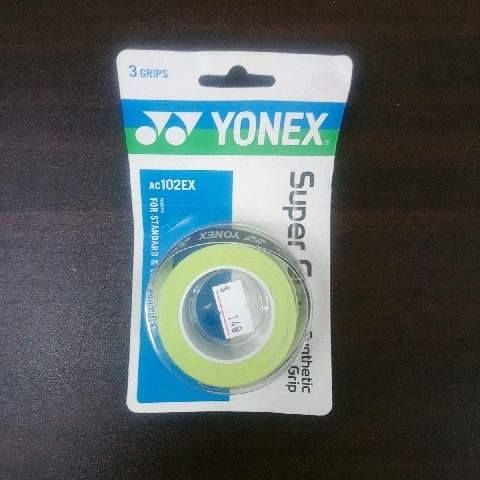 3 GRIPS
YONEX
AC102EX
FOR STANDARD &
Super
Synthetic
Grip
YONEX
$
140